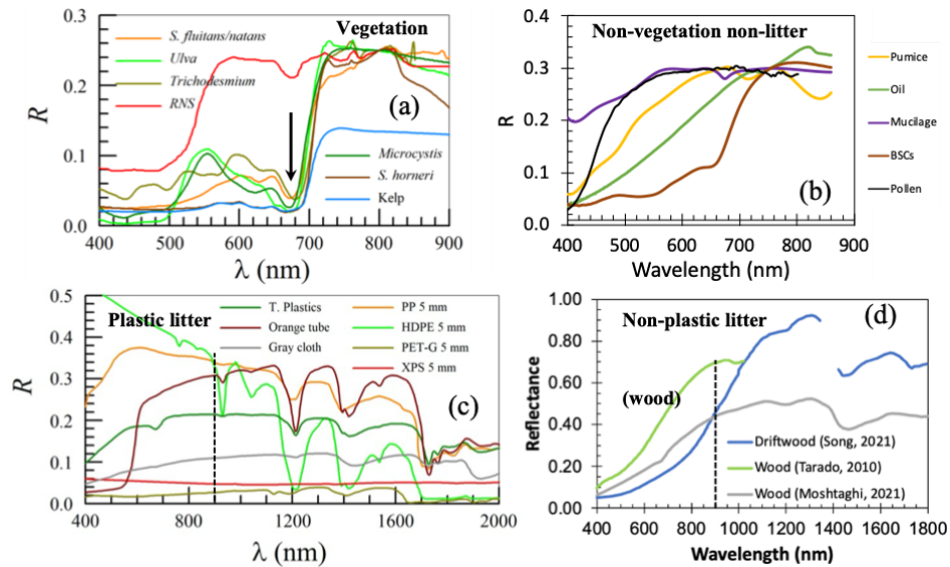 Vegetation
(a)
S. fluitans/natans
Ulva
Trichodesmium
RNS
Microcystis
S. horneri
Kelp
R
0.3
0.2
0.1
0.0
400 500 600 700 800 900
λ (nm)
Non-vegetation non-litter
(b)
Pumice
Oil
Mucilage
BSCs
Pollen
R
0.4
0.3
0.2
0.1
0.0
400 500 600 700 800 900
Wavelength (nm)
Plastic litter
(c)
T. Plastics
Orange tube
Gray cloth
PP 5 mm
HDPE 5 mm
PET-G 5 mm
XPS 5 mm
R
0.5
0.4
0.3
0.2
0.1
0.0
400 800 1200 1600 2000
λ (nm)
Non-plastic litter
(d)
(wood)
Driftwood (Song, 2021)
Wood (Tarado, 2010)
Wood (Moshtaghi, 2021)
Reflectance
1.00
0.80
0.60
0.40
0.20
0.00
400 600 800 1000 1200 1400 1600 1800
Wavelength (nm)